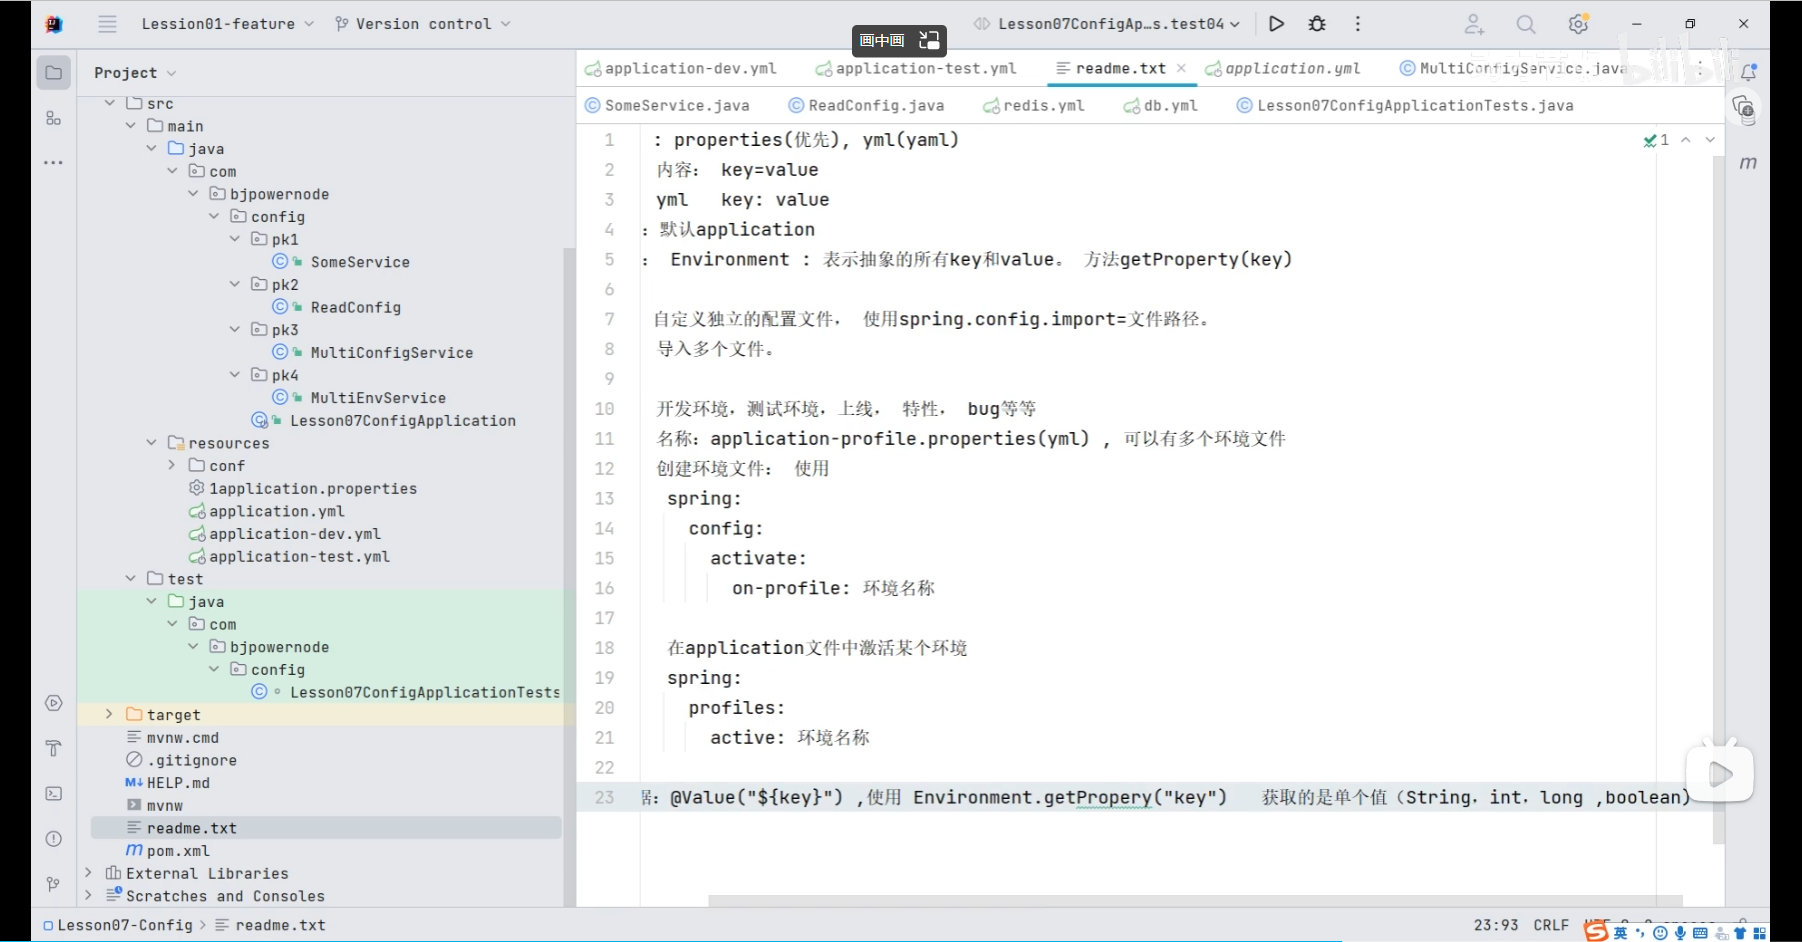 Lession01-feature
Version control
画中画
Lesson07ConfigAp…s.test04
Project
application-dev.yml
application-test.yml
readme.txt
application.yml
MultiConfigService.java
SomeService.java
ReadConfig.java
redis.yml
db.yml
Lesson07ConfigApplicationTests.java
src
main
java
com
bjpowernode
config
pk1
SomeService
pk2
ReadConfig
pk3
MultiConfigService
pk4
MultiEnvService
Lesson07ConfigApplication
resources
conf
1application.properties
application.yml
application-dev.yml
application-test.yml
test
java
com
bjpowernode
config
Lesson07ConfigApplicationTests
target
mvnw.cmd
.gitignore
HELP.md
mvnw
readme.txt
pom.xml
External Libraries
Scratches and Consoles
1 : properties(优先), yml(yaml)
2 内容: key=value
3 yml key: value
4 : 默认application
5 : Environment : 表示抽象的所有key和value。 方法getProperty(key)
6
7 自定义独立的配置文件, 使用spring.config.import=文件路径。
8 导入多个文件。
9
10 开发环境,测试环境,上线, 特性, bug等等
11 名称: application-profile.properties(yml) , 可以有多个环境文件
12 创建环境文件: 使用
13 spring:
14 config:
15 activate:
16 on-profile: 环境名称
17
18 在application文件中激活某个环境
19 spring:
20 profiles:
21 active: 环境名称
22
23 据: @Value("${key}") ,使用 Environment.getPropery("key") 获取的是单个值(String, int, long ,boolean)
1
m
bilibili
Lesson07-Config
readme.txt
23:93
CRLF
英